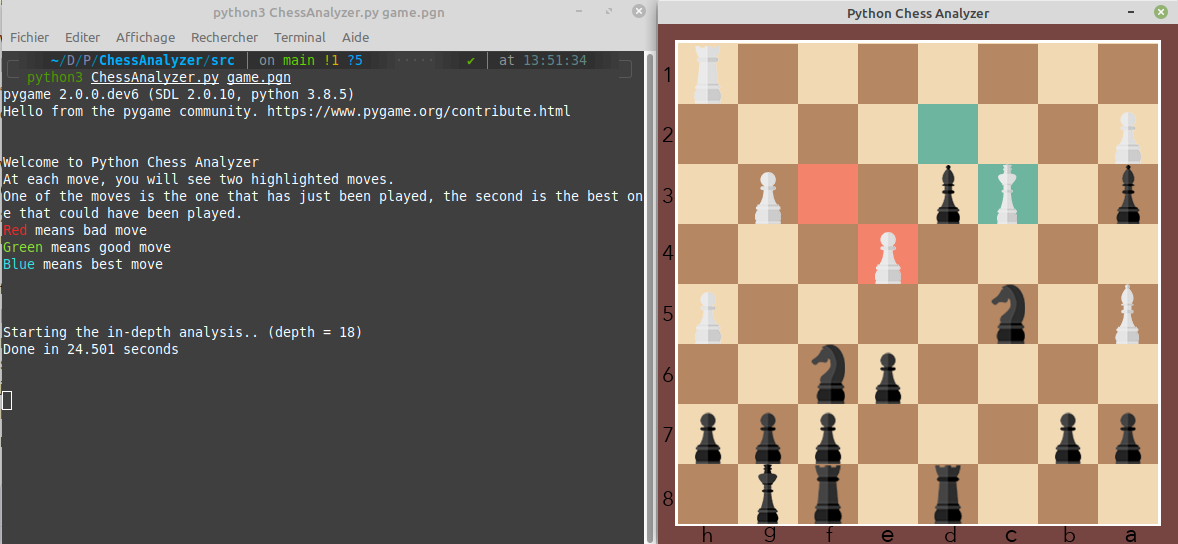 python3 ChessAnalyzer.py game.pgn
Fichier Editer Affichage Rechercher Terminal Aide
~/D/P/ChessAnalyzer/src on main !1 ?5 ····· ✔ at 13:51:34
python3 ChessAnalyzer.py game.pgn
pygame 2.0.0.dev6 (SDL 2.0.10, python 3.8.5)
Hello from the pygame community. https://www.pygame.org/contribute.html
Welcome to Python Chess Analyzer
At each move, you will see two highlighted moves.
One of the moves is the one that has just been played, the second is the best on
e that could have been played.
Red means bad move
Green means good move
Blue means best move
Starting the in-depth analysis.. (depth = 18)
Done in 24.501 seconds
Python Chess Analyzer
1
2
3
4
5
6
7
8
h g f e d c b a